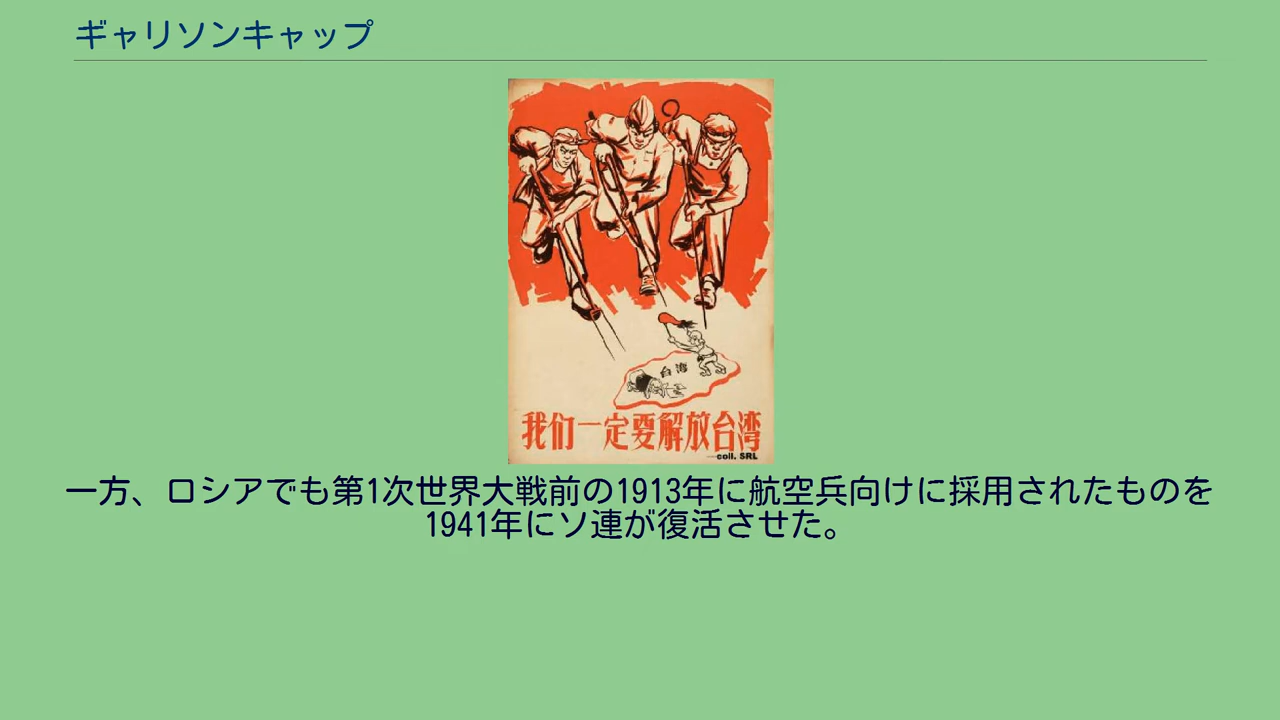 ギャリソンキャップ
台湾
我们一定要解放台湾
—coll. SRL
一方、ロシアでも第1次世界大戦前の1913年に航空兵向けに採用されたものを
1941年にソ連が復活させた。